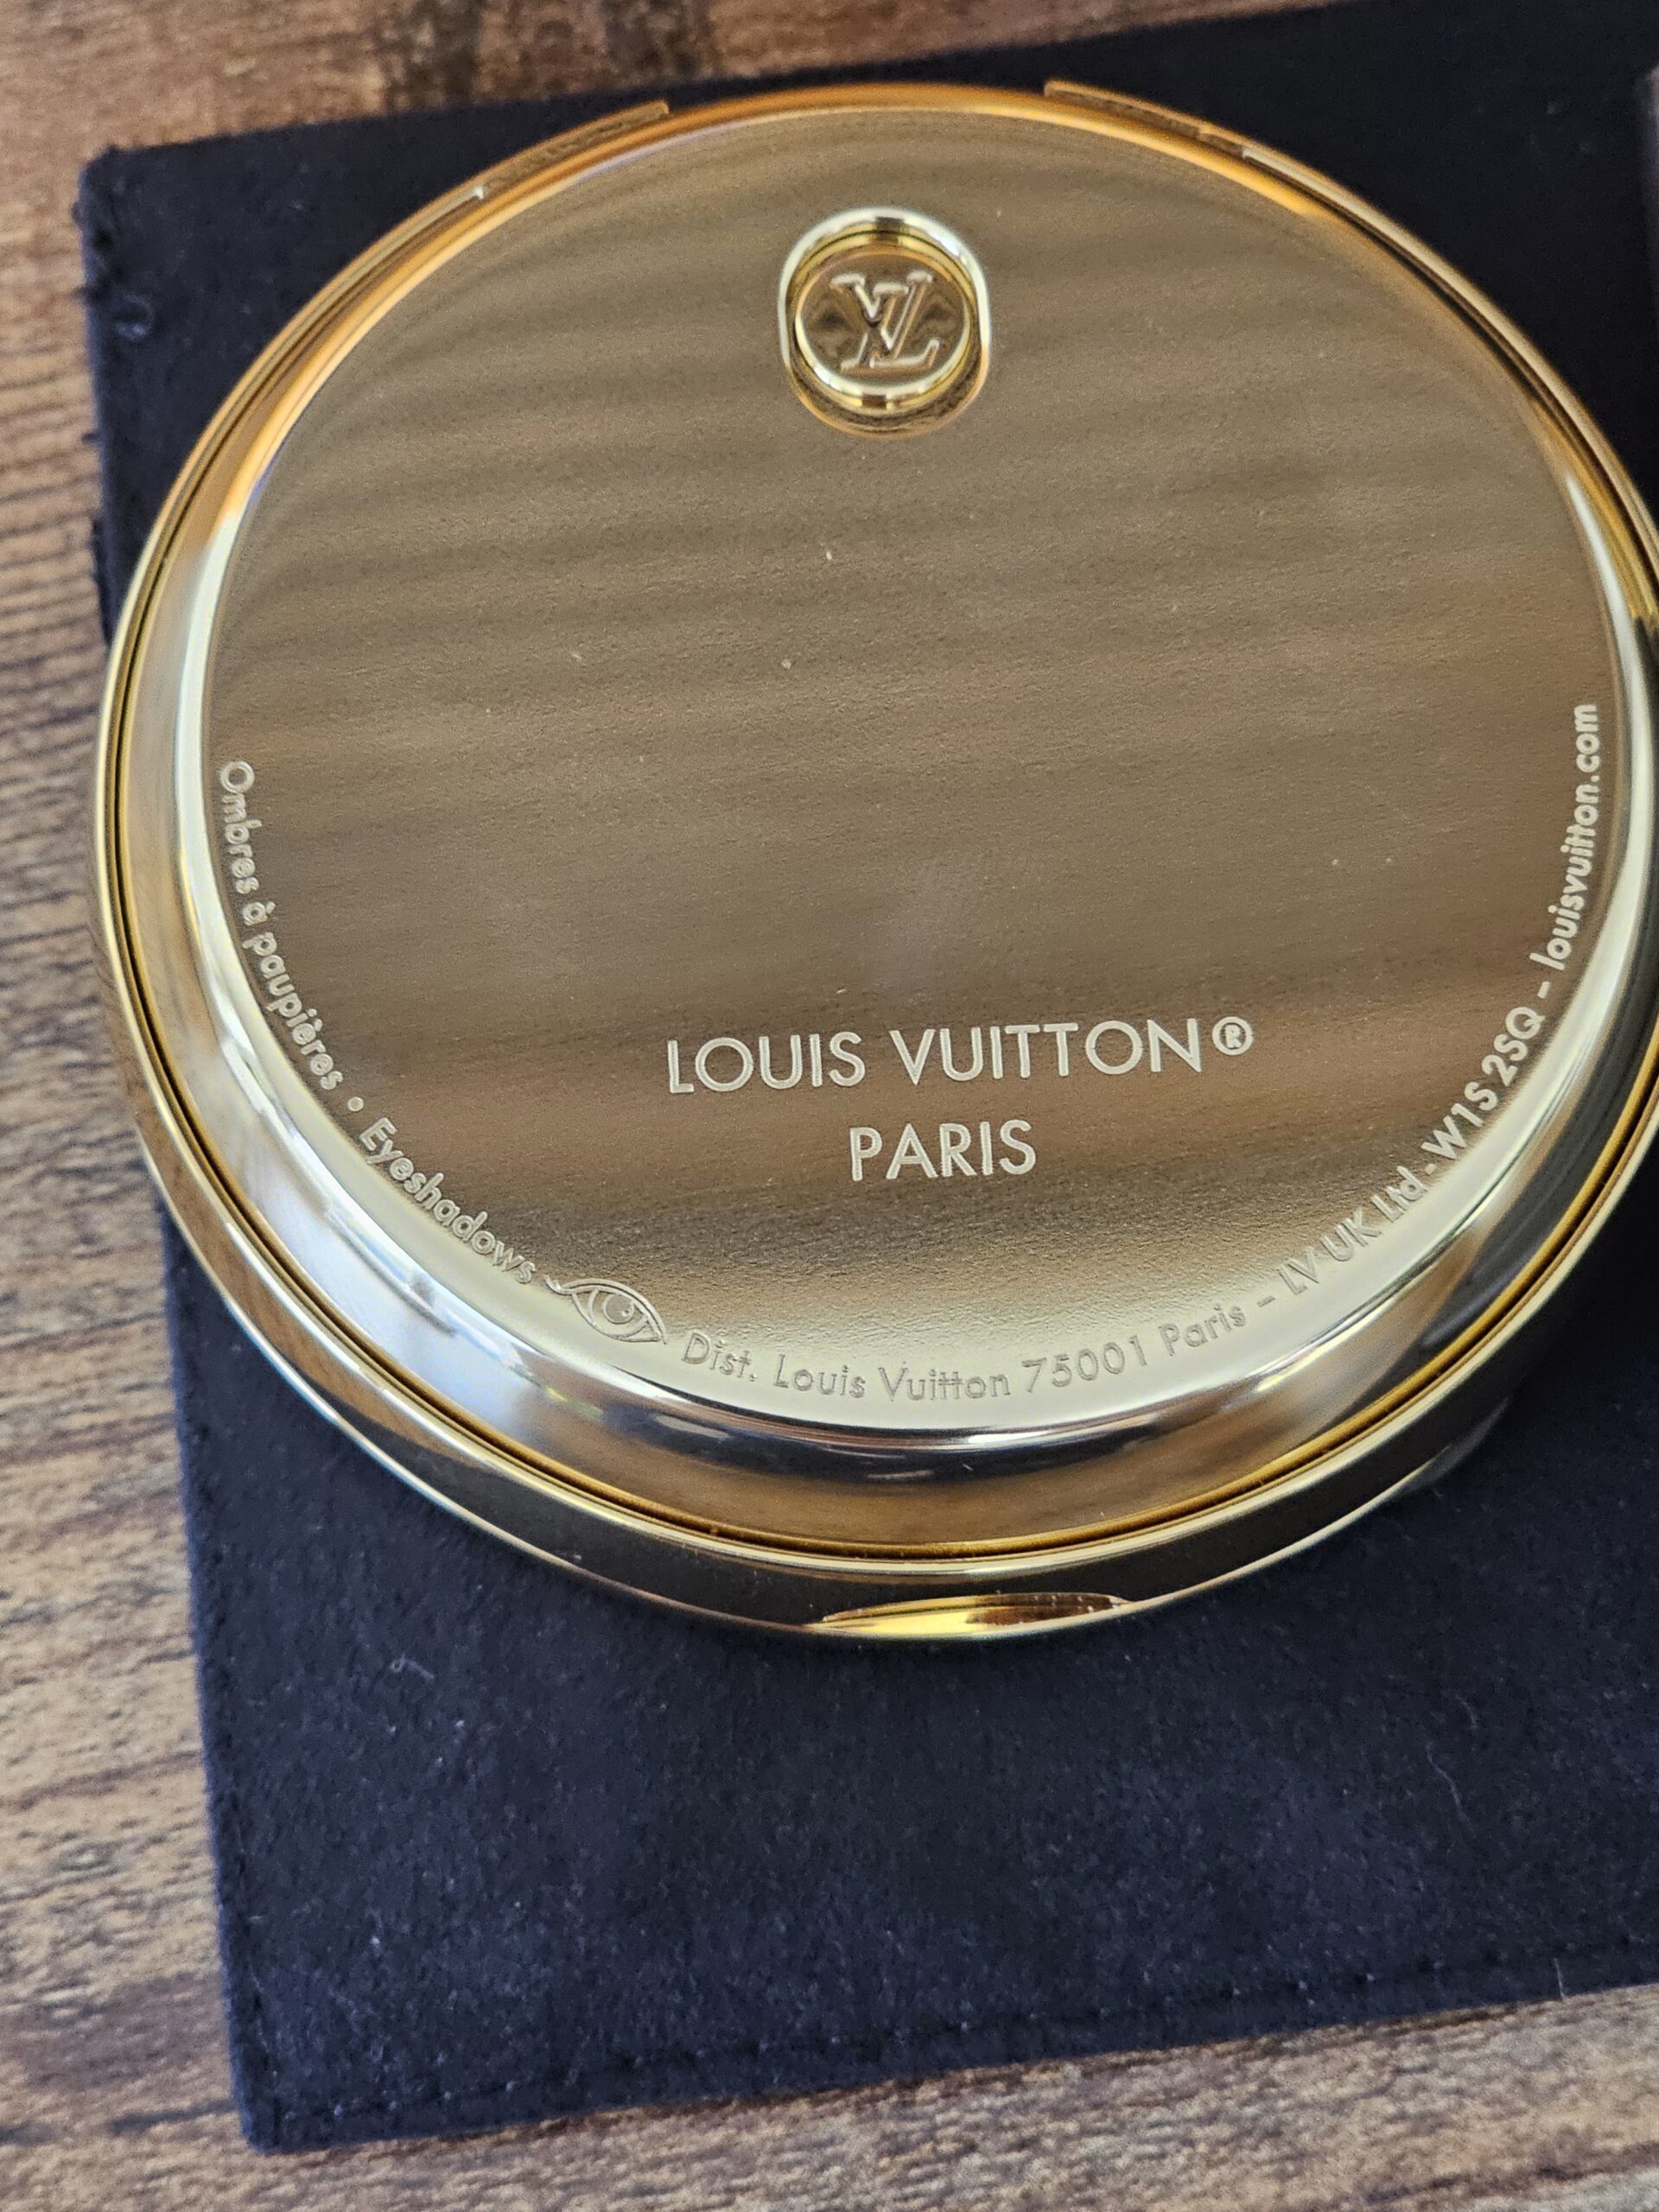 LV
LOUIS VUITTON®
PARIS
Ombres à paupières • Eyeshadows Dist. Louis Vuitton 75001 Paris – LV UK Ltd - W1S 2SQ – louisvuitton.com